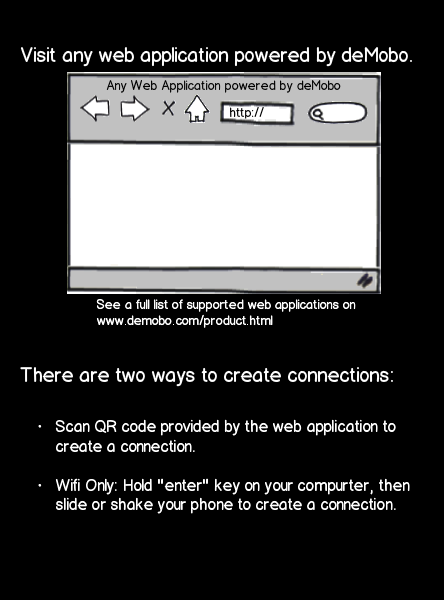 Visit any web application powered by deMobo.
Any Web Application powered by deMobo
http://
See a full list of supported web applications on
www.demobo.com/product.html
There are two ways to create connections:
· Scan QR code provided by the web application to
create a connection.
· Wifi Only: Hold "enter" key on your compurter, then
slide or shake your phone to create a connection.